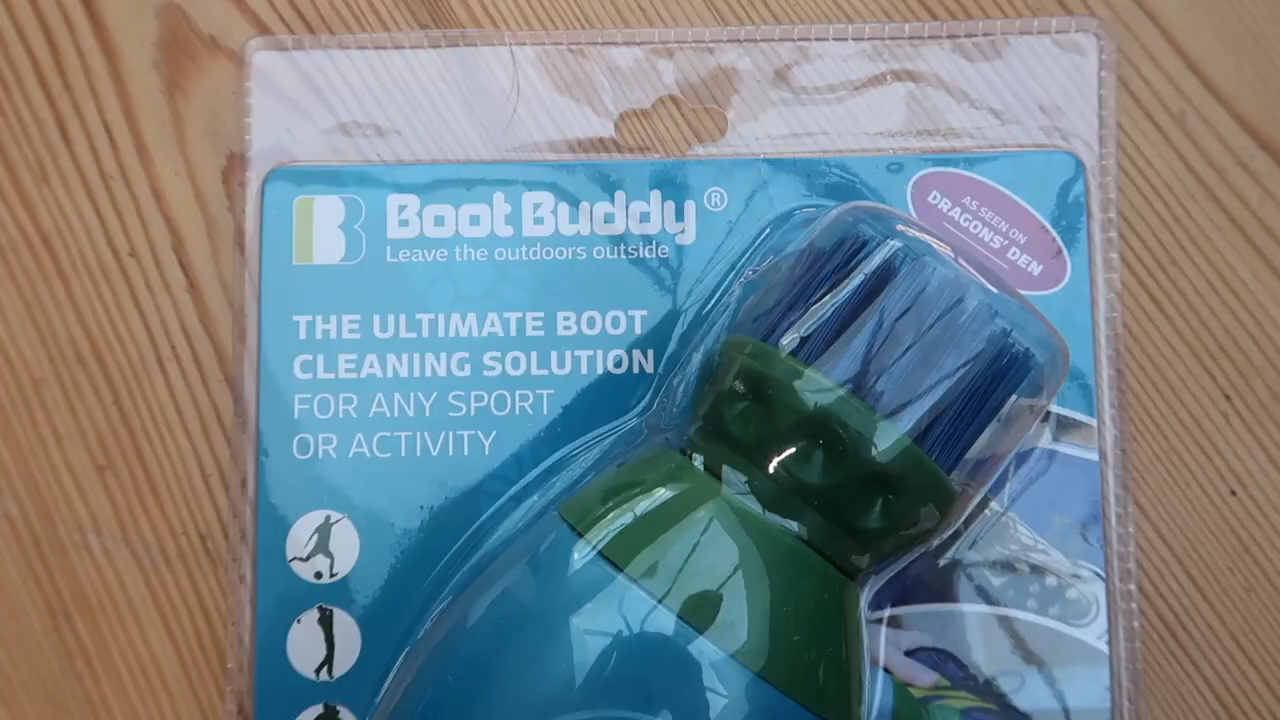 B Boot Buddy®
Leave the outdoors outside
AS SEEN ON
DRAGONS' DEN
THE ULTIMATE BOOT
CLEANING SOLUTION
FOR ANY SPORT
OR ACTIVITY